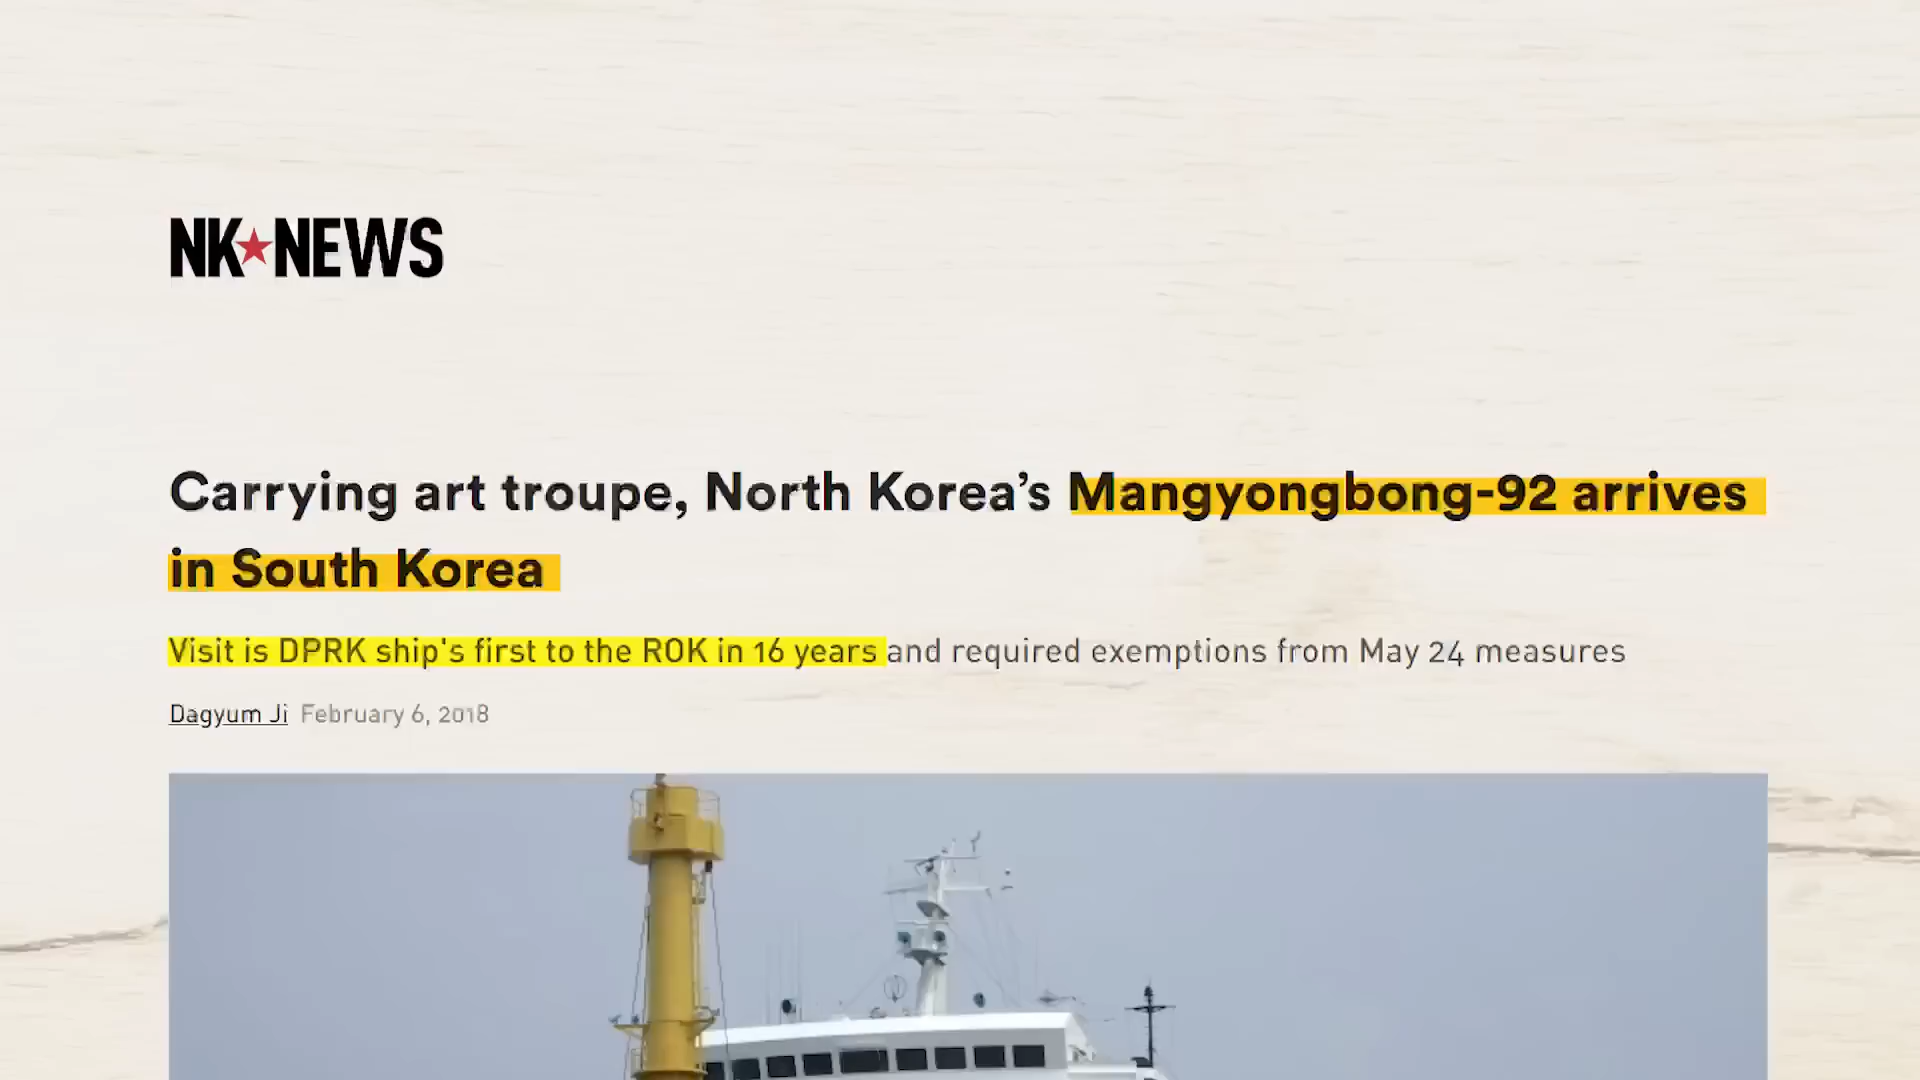 NK★NEWS
Carrying art troupe, North Korea’s Mangyongbong-92 arrives
in South Korea
Visit is DPRK ship's first to the ROK in 16 years and required exemptions from May 24 measures
Dagyum Ji February 6, 2018